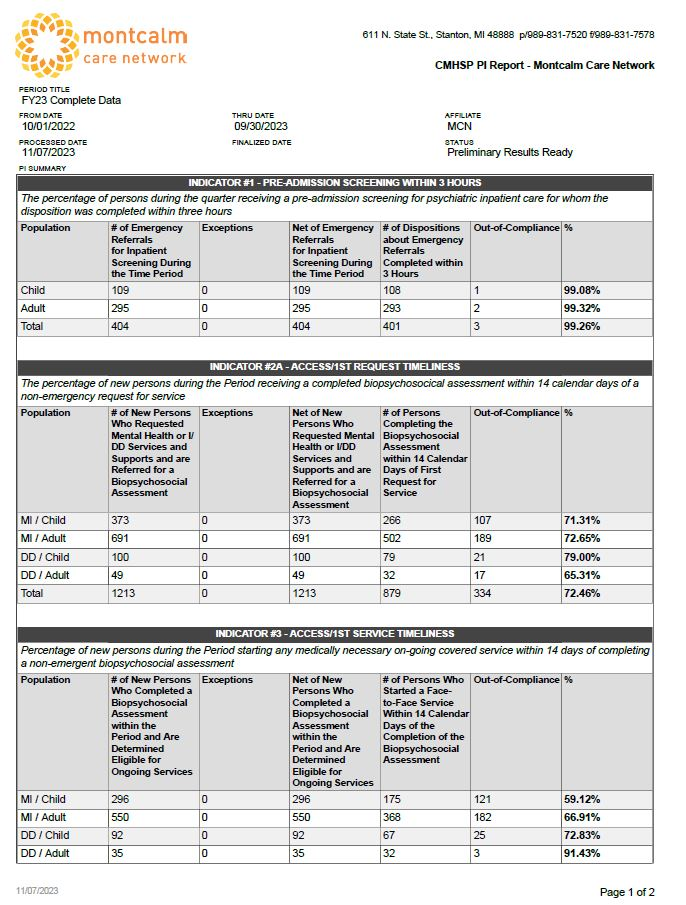 montcalm
care network
611 N. State St., Stanton, MI 48888 p/989-831-7520 f/989-831-7578
CMHSP PI Report - Montcalm Care Network
PERIOD TITLE
FY23 Complete Data
FROM DATE THRU DATE AFFILIATE
10/01/2022 09/30/2023 MCN
PROCESSED DATE FINALIZED DATE STATUS
11/07/2023 Preliminary Results Ready
PI SUMMARY
INDICATOR #1 - PRE-ADMISSION SCREENING WITHIN 3 HOURS
The percentage of persons during the quarter receiving a pre-admission screening for psychiatric inpatient care for whom the
disposition was completed within three hours
Population # of Emergency Exceptions Net of Emergency # of Dispositions Out-of-Compliance %
Referrals Referrals about Emergency
for Inpatient for Inpatient Referrals
Screening During Screening During Completed within
the Time Period the Time Period 3 Hours
Child 109 0 109 108 1 99.08%
Adult 295 0 295 293 2 99.32%
Total 404 0 404 401 3 99.26%
INDICATOR #2A - ACCESS/1ST REQUEST TIMELINESS
The percentage of new persons during the Period receiving a completed biopsychosocical assessment within 14 calendar days of a
non-emergency request for service
Population # of New Persons Exceptions Net of New # of Persons Out-of-Compliance %
Who Requested Persons Who Completing the
Mental Health or I/ Requested Mental Biopsychosocial
DD Services and Health or I/DD Assessment
Supports and are Services and within 14 Calendar
Referred for a Supports and are Days of First
Biopsychosocial Referred for a Request for
Assessment Biopsychosocial Service
Assessment
MI / Child 373 0 373 266 107 71.31%
MI / Adult 691 0 691 502 189 72.65%
DD / Child 100 0 100 79 21 79.00%
DD / Adult 49 0 49 32 17 65.31%
Total 1213 0 1213 879 334 72.46%
INDICATOR #3 - ACCESS/1ST SERVICE TIMELINESS
Percentage of new persons during the Period starting any medically necessary on-going covered service within 14 days of completing
a non-emergent biopsychosocial assessment
Population # of New Persons Exceptions Net of New # of Persons Who Out-of-Compliance %
Who Completed a Persons Who Started a Face-
Biopsychosocial Completed a to-Face Service
Assessment Biopsychosocial Within 14 Calendar
within the Assessment Days of the
Period and Are within the Completion of the
Determined Period and Are Biopsychosocial
Eligible for Determined Assessment
Ongoing Services Eligible for
Ongoing Services
MI / Child 296 0 296 175 121 59.12%
MI / Adult 550 0 550 368 182 66.91%
DD / Child 92 0 92 67 25 72.83%
DD / Adult 35 0 35 32 3 91.43%
11/07/2023 Page 1 of 2